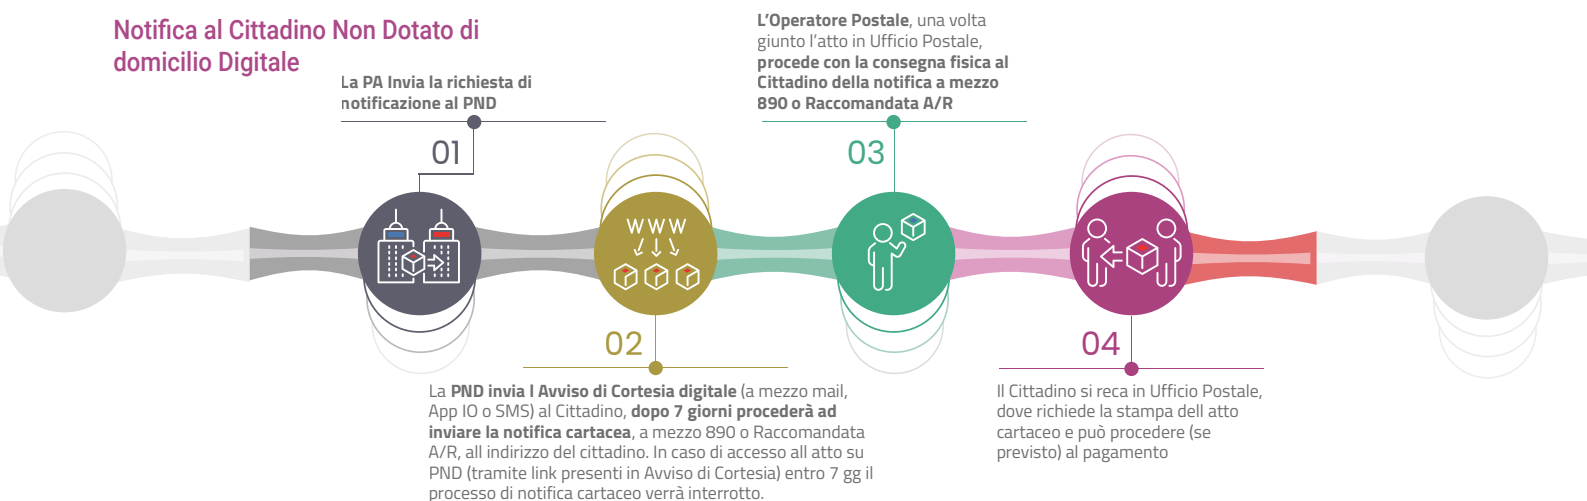 Notifica al Cittadino Non Dotato di
domicilio Digitale
La PA Invia la richiesta di
notificazione al PND
01
WWW
La PND invia l Avviso di Cortesia digitale (a mezzo mail,
App IO o SMS) al Cittadino, dopo 7 giorni procederà ad
inviare la notifica cartacea, a mezzo 890 o Raccomandata
A/R, all indirizzo del cittadino. In caso di accesso all atto su
PND (tramite link presenti in Avviso di Cortesia) entro 7 gg il
processo di notifica cartaceo verrà interrotto.
02
L'Operatore Postale, una volta
giunto l'atto in Ufficio Postale,
procede con la consegna fisica al
Cittadino della notifica a mezzo
890 o Raccomandata A/R
03
04
Il Cittadino si reca in Ufficio Postale,
dove richiede la stampa dell atto
cartaceo e può procedere (se
previsto) al pagamento